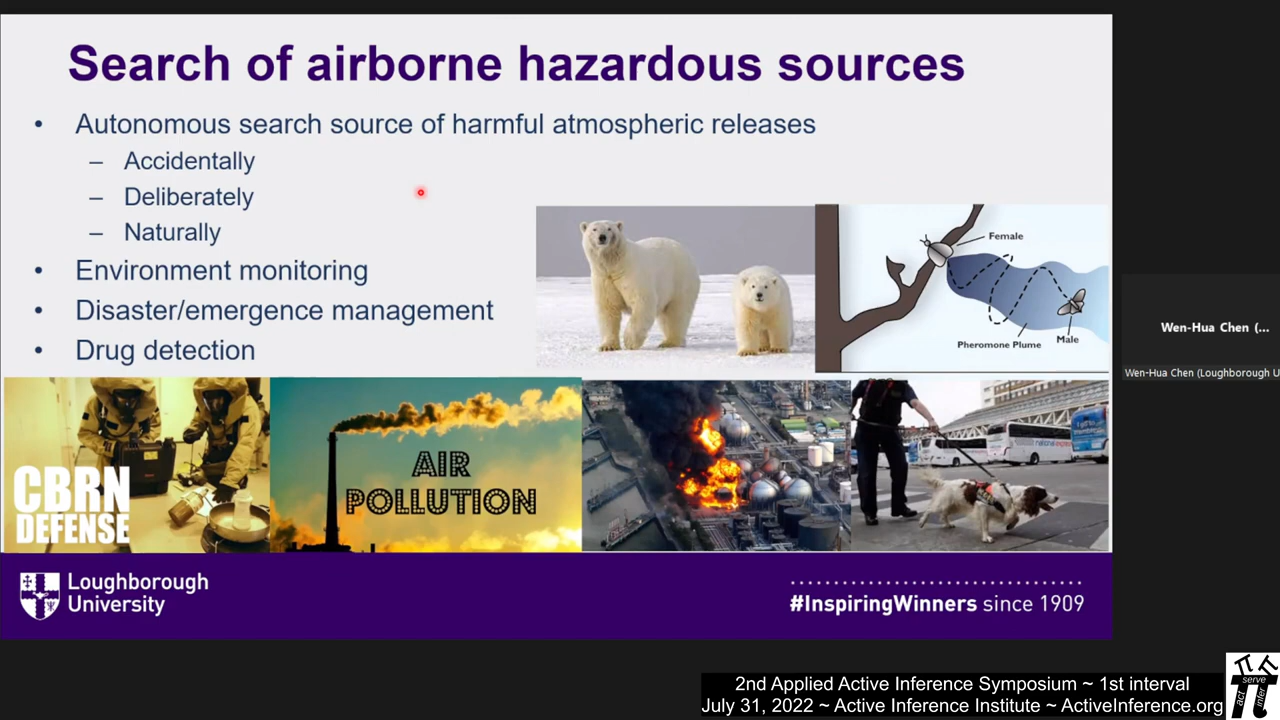 Search of airborne hazardous sources
• Autonomous search source of harmful atmospheric releases
– Accidentally
– Deliberately
– Naturally
• Environment monitoring
• Disaster/emergence management
• Drug detection
Female
Pheromone Plume
Male
CBRN
DEFENSE
AIR
POLLUTION
national express
Loughborough
University
#InspiringWinners since 1909
Wen-Hua Chen (...
Wen-Hua Chen (Loughborough U
2nd Applied Active Inference Symposium ~ 1st interval
July 31, 2022 ~ Active Inference Institute ~ ActiveInference.org
act
serve
infer